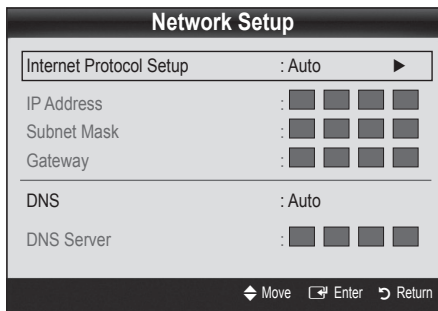 Network Setup
Internet Protocol Setup : Auto ▶
IP Address :
Subnet Mask :
Gateway :
DNS : Auto
DNS Server :
Move Enter Return